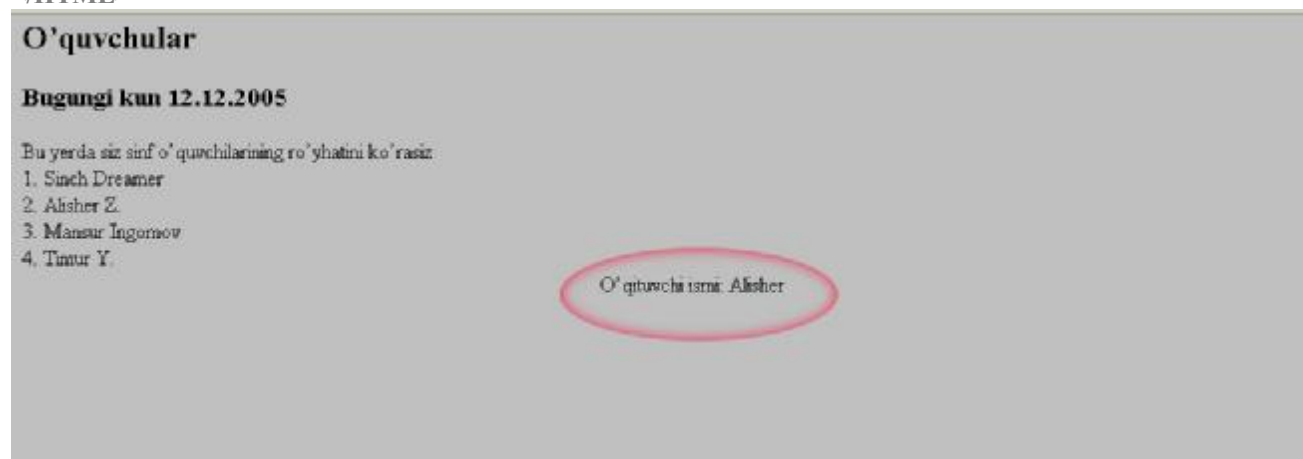 O'quvchular
Bugungi kun 12.12.2005
Bu yerda siz sinf o'quvchilarining ro'yhatini ko'rasiz
1. Sinch Dreamer
2. Alisher Z.
3. Mansur Ingomov
4. Timur Y.
O'qituvchi ismi: Alisher